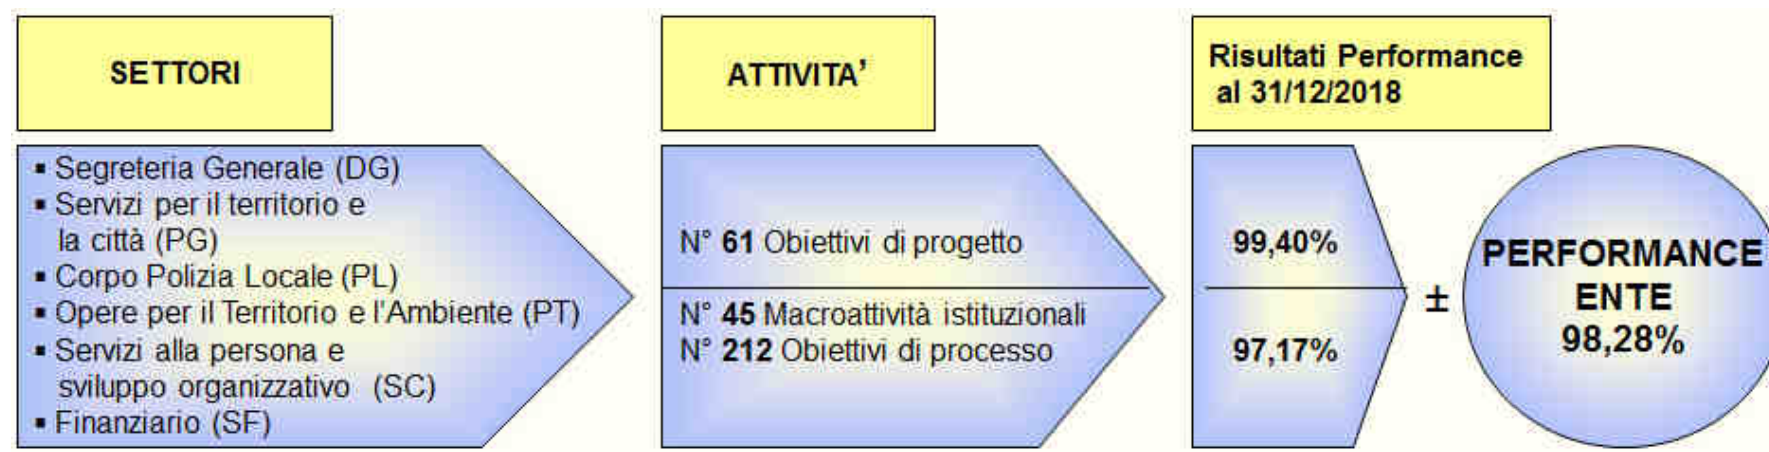 SETTORI
▪ Segreteria Generale (DG)
▪ Servizi per il territorio e
la città (PG)
▪ Corpo Polizia Locale (PL)
▪ Opere per il Territorio e l'Ambiente (PT)
▪ Servizi alla persona e
sviluppo organizzativo (SC)
▪ Finanziario (SF)
ATTIVITA’
N° 61 Obiettivi di progetto
N° 45 Macroattività istituzionali
N° 212 Obiettivi di processo
Risultati Performance
al 31/12/2018
99,40%
97,17%
±
PERFORMANCE
ENTE
98,28%